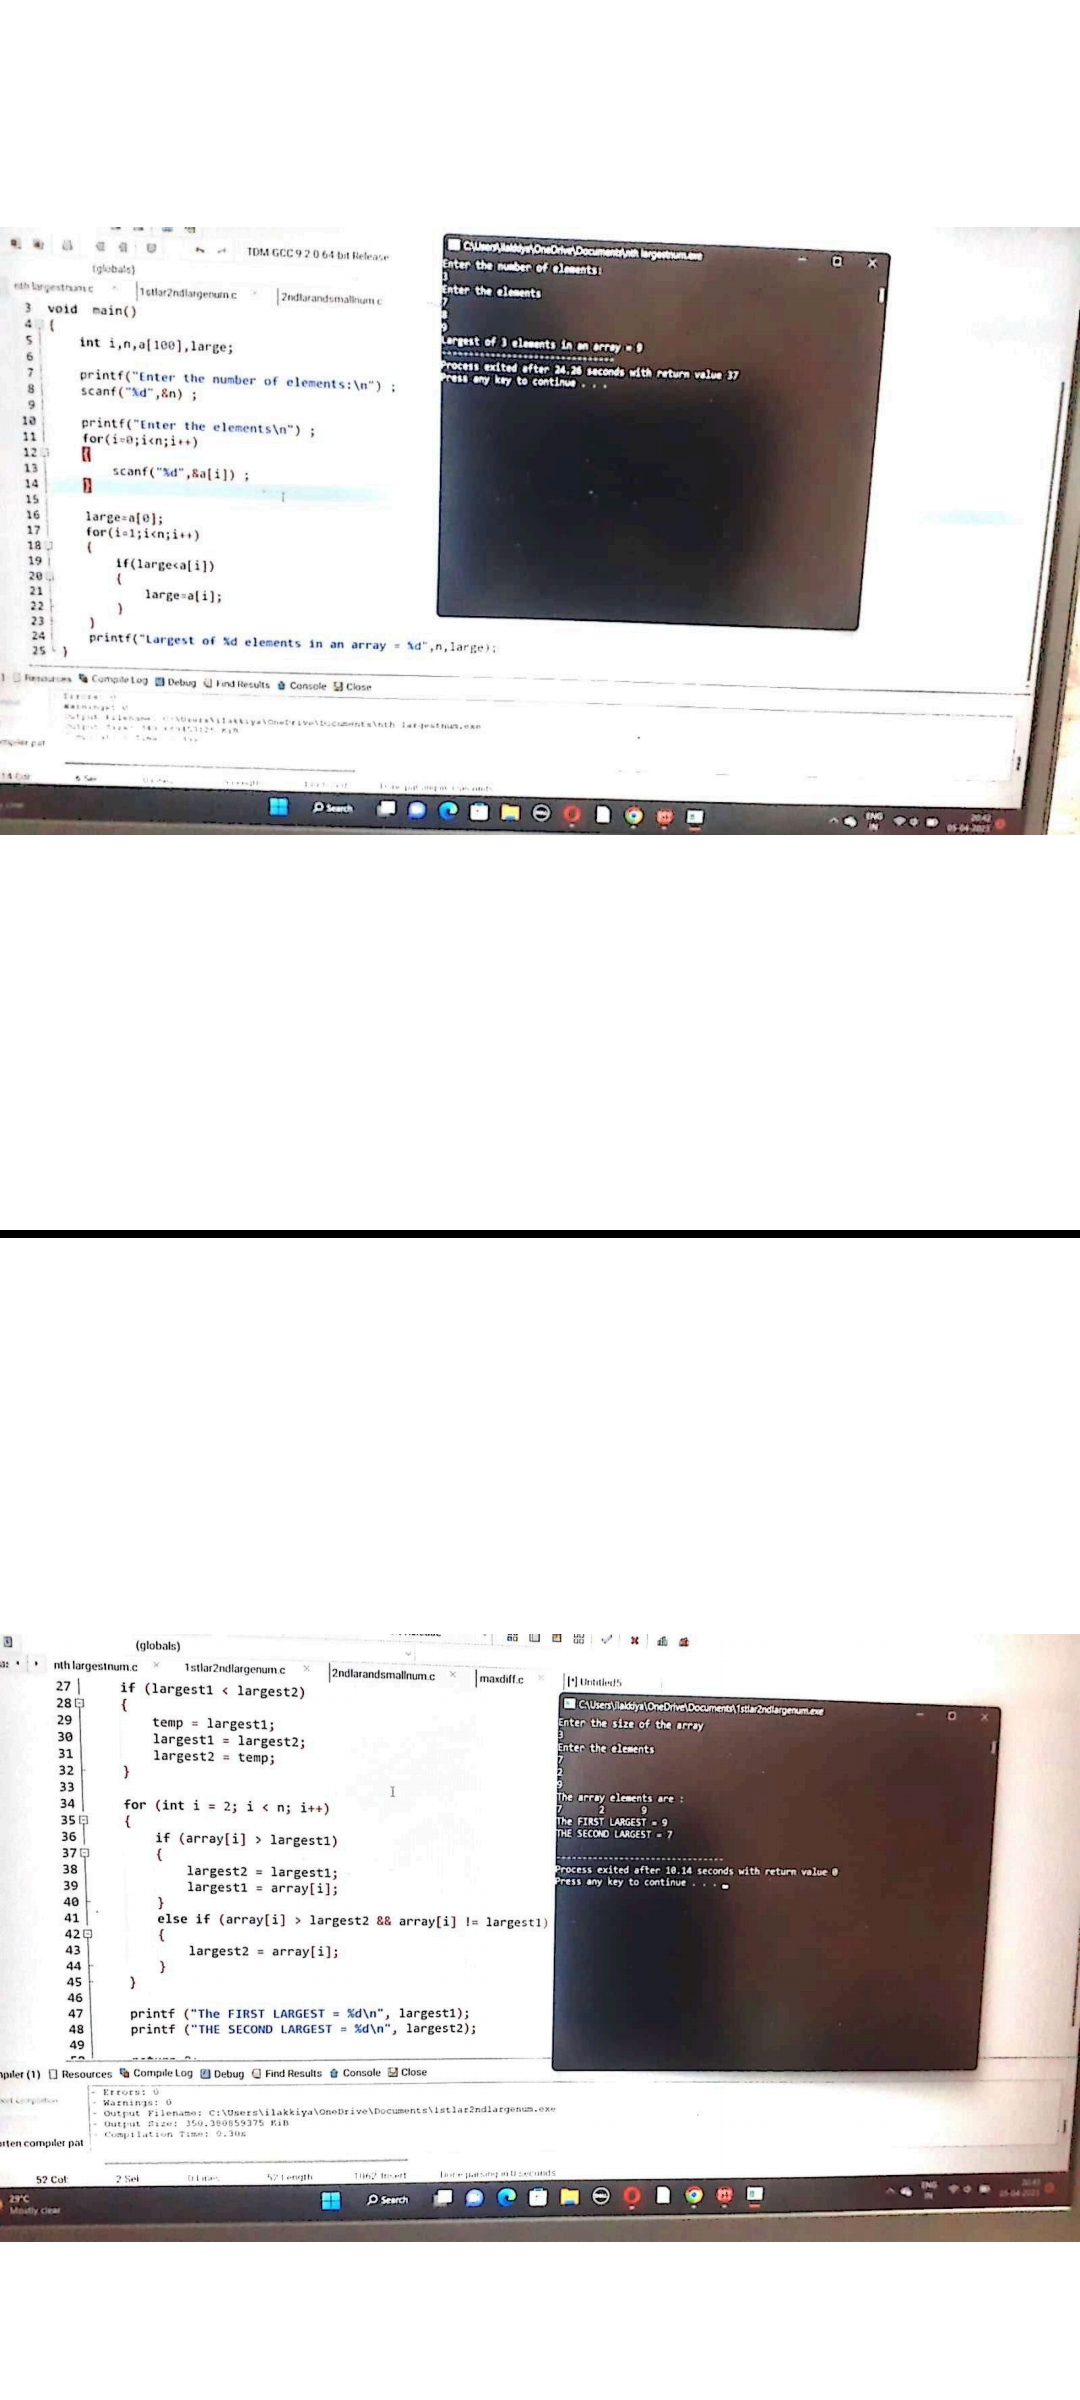 TDM-GCC 9.2.0 64-bit Release
(globals)
nth largestnum.c
1stlar2ndlargenum.c
2ndlarandsmallnum.c
3 void main()
4 {
5 int i,n,a[100],large;
6
7 printf("Enter the number of elements:\n") ;
8 scanf("%d",&n) ;
9
10 printf("Enter the elements\n") ;
11 for(i=0;i<n;i++)
12 {
13 scanf("%d",&a[i]) ;
14 }
15
16 large=a[0];
17 for(i=1;i<n;i++)
18 {
19 if(large<a[i])
20 {
21 large=a[i];
22 }
23 }
24 printf("Largest of %d elements in an array = %d",n,large);
25 }
C:\Users\ilakkiya\OneDrive\Documents\nth largestnum.exe
Enter the number of elements:
3
Enter the elements
7
8
9
Largest of 3 elements in an array = 9
--------------------------------
Process exited after 24.26 seconds with return value 37
Press any key to continue . . .
Resources Compile Log Debug Find Results Console Close
Errors: 0
Warnings: 0
Output Filename: C:\Users\ilakkiya\OneDrive\Documents\nth largestnum.exe
Search
ENG
IN
20:42
05-04-2023
(globals)
nth largestnum.c
1stlar2ndlargenum.c
2ndlarandsmallnum.c
maxdiff.c
[*] Untitled5
27 if (largest1 < largest2)
28 {
29 temp = largest1;
30 largest1 = largest2;
31 largest2 = temp;
32 }
33
34 for (int i = 2; i < n; i++)
35 {
36 if (array[i] > largest1)
37 {
38 largest2 = largest1;
39 largest1 = array[i];
40 }
41 else if (array[i] > largest2 && array[i] != largest1)
42 {
43 largest2 = array[i];
44 }
45 }
46
47 printf ("The FIRST LARGEST = %d\n", largest1);
48 printf ("THE SECOND LARGEST = %d\n", largest2);
49
C:\Users\ilakkiya\OneDrive\Documents\1stlar2ndlargenum.exe
Enter the size of the array
3
Enter the elements
7
2
9
The array elements are :
7 2 9
The FIRST LARGEST = 9
THE SECOND LARGEST = 7
--------------------------------
Process exited after 10.14 seconds with return value 0
Press any key to continue . . .
mpiler (1) Resources Compile Log Debug Find Results Console Close
- Errors: 0
- Warnings: 0
- Output Filename: C:\Users\ilakkiya\OneDrive\Documents\1stlar2ndlargenum.exe
- Output Size: 350.380859375 KiB
- Compilation Time: 0.30s
rten compiler pat
52 Col: 2 Sel: 0 Lines: 52 Length: 1062 Insert Done parsing in 0 seconds
29°C
Mostly clear
Search
ENG
IN